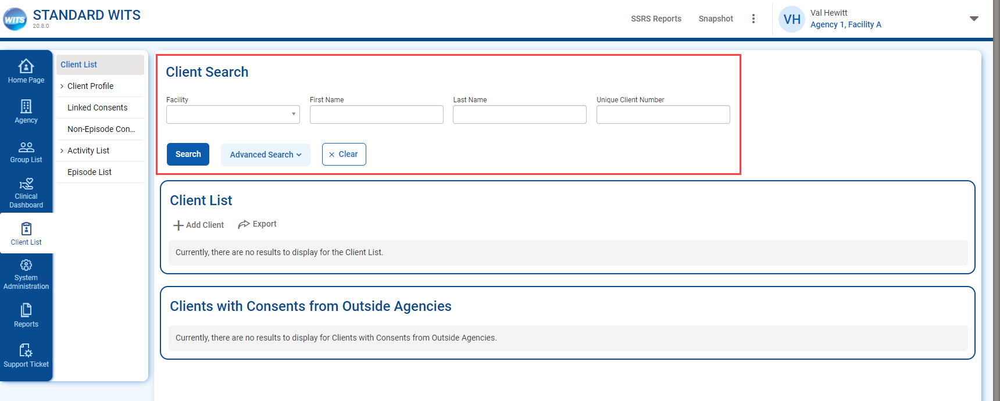 WITS
STANDARD WITS
20.8.0
SSRS Reports
Snapshot
VH
Val Hewitt
Agency 1, Facility A
Home Page
Agency
Group List
Clinical
Dashboard
Client List
System
Administration
Reports
Support Ticket
Client List
Client Profile
Linked Consents
Non-Episode Con...
Activity List
Episode List
Client Search
Facility
First Name
Last Name
Unique Client Number
Search
Advanced Search
Clear
Client List
Add Client
Export
Currently, there are no results to display for the Client List.
Clients with Consents from Outside Agencies
Currently, there are no results to display for Clients with Consents from Outside Agencies.